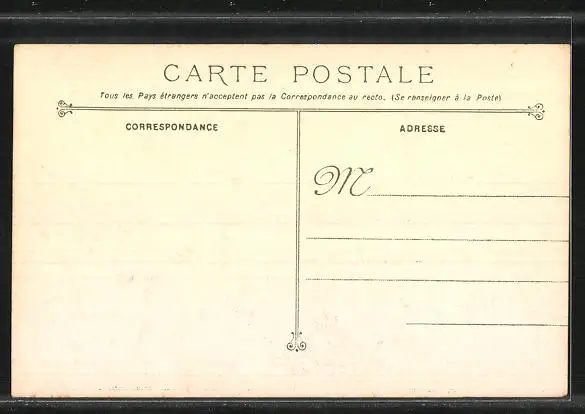 CARTE POSTALE
Tous les Pays étrangers n'acceptent pas la Correspondance au recto. (Se renseigner à la Poste)
CORRESPONDANCE
ADRESSE
M